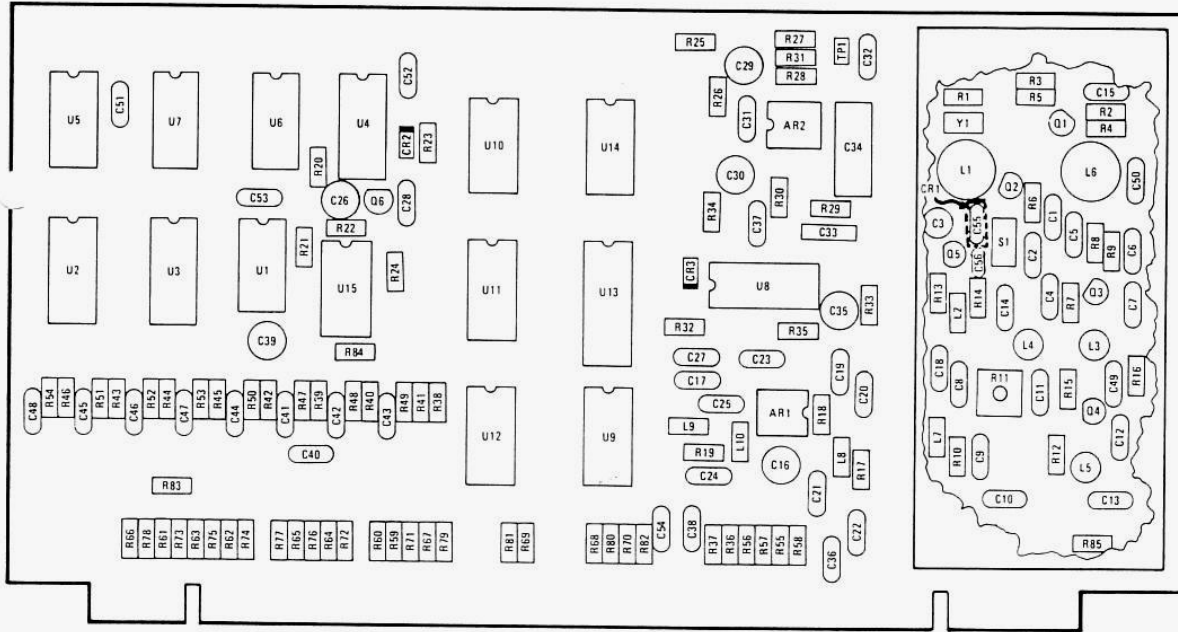 R25 R27 TP1 C32
R31
C29 R28
R3
R5 C15
R1 R2
C52 R26 Q1 R4
C51 U5 U7 U6 U4 C31 AR2 Y1
CR2 R23 U10 U14 C34
R20 C30 L1 L6 C50
C53 C26 Q6 C28 R30 CR1 Q2
R34 R29 R6 C1
R22 C37 C33 C3 C55 S1 C5 R8 R9 C6
R21 Q5 C56 C2
U2 U3 U1 U15 R24 U11 U13 CR3 U8 R13 R14 C4 R7 Q3 C7
C35 R33 L2 C14
C39 R32 R35 L4 L3
R84 C27 C23 C19 C18 C8 R11 C11 R15 C49 R16
C17 C20
C48 R54 R46 C45 R51 R43 C46 R52 R44 C47 R53 R45 C44 R50 R42 C41 R47 R39 C42 R48 R40 C43 R49 R41 R38
C25 AR1 R18 Q4
L9 L10 L7 C12
U12 U9 R19 L8 R17 R10 C9 R12
C40 C24 C16 L5
R83 C21 C10 C13
R66 R78 R61 R73 R63 R75 R62 R74 R77 R65 R76 R64 R72 R60 R59 R71 R67 R79 R81 R69 R68 R80 R70 R82 C54 C38 R37 R36 R56 R57 R55 R58 C36 C22 R85